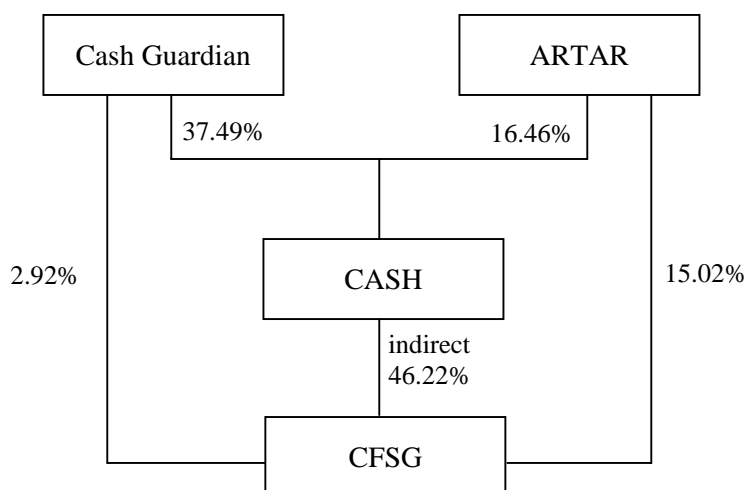 Cash Guardian
ARTAR
37.49%
16.46%
2.92%
CASH
15.02%
indirect
46.22%
CFSG